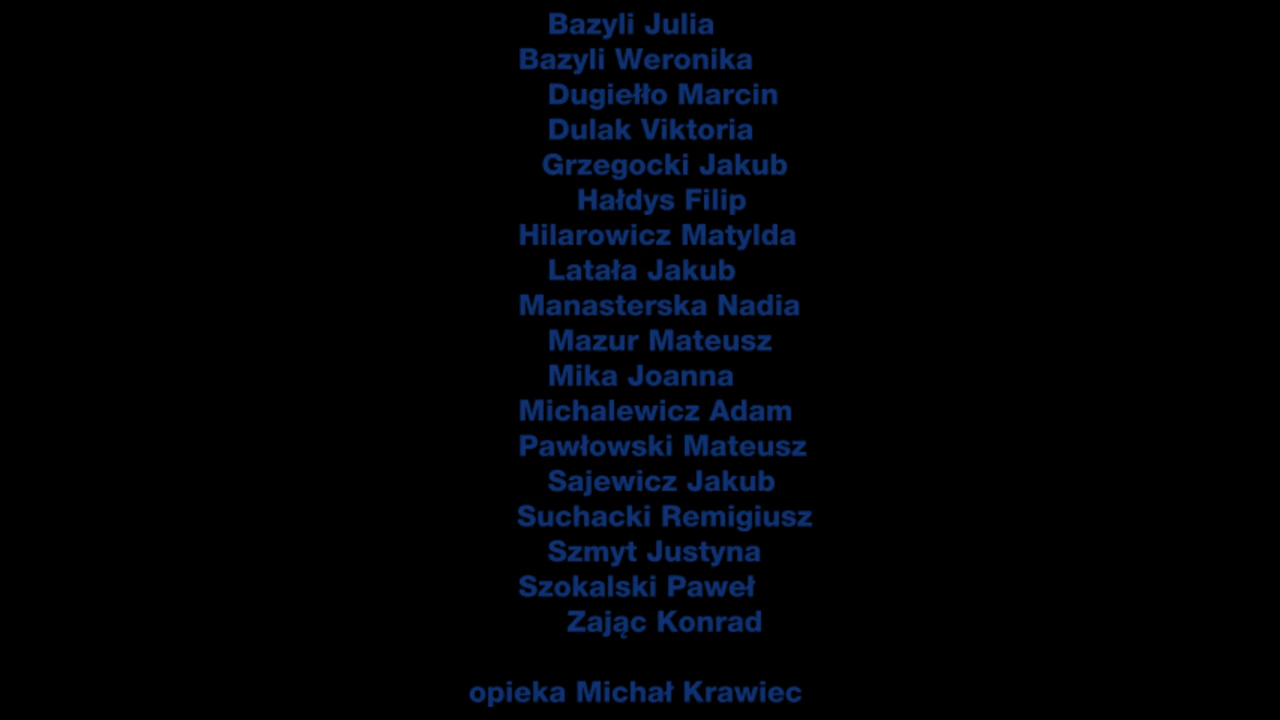 Bazyli Julia
Bazyli Weronika
Dugiełło Marcin
Dulak Viktoria
Grzegocki Jakub
Hałdys Filip
Hilarowicz Matylda
Latała Jakub
Manasterska Nadia
Mazur Mateusz
Mika Joanna
Michalewicz Adam
Pawłowski Mateusz
Sajewicz Jakub
Suchacki Remigiusz
Szmyt Justyna
Szokalski Paweł
Zając Konrad
opieka Michał Krawiec